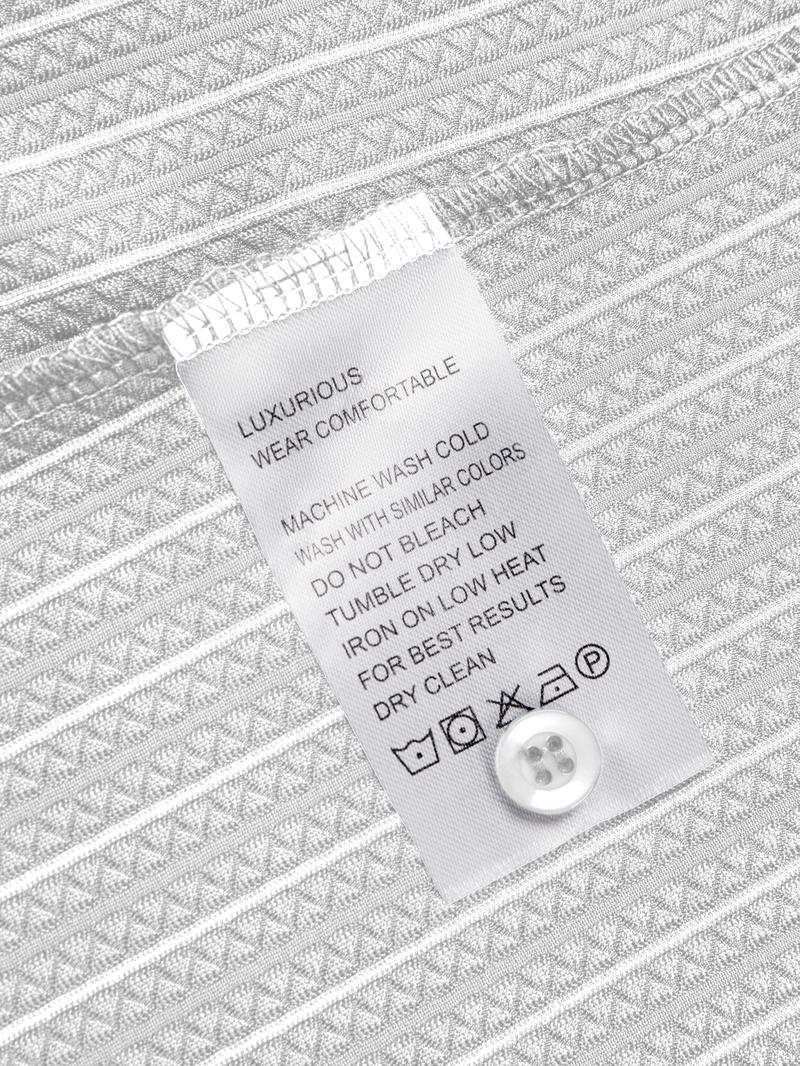 LUXURIOUS
WEAR COMFORTABLE
MACHINE WASH COLD
WASH WITH SIMILAR COLORS
DO NOT BLEACH
TUMBLE DRY LOW
IRON ON LOW HEAT
FOR BEST RESULTS
DRY CLEAN
P